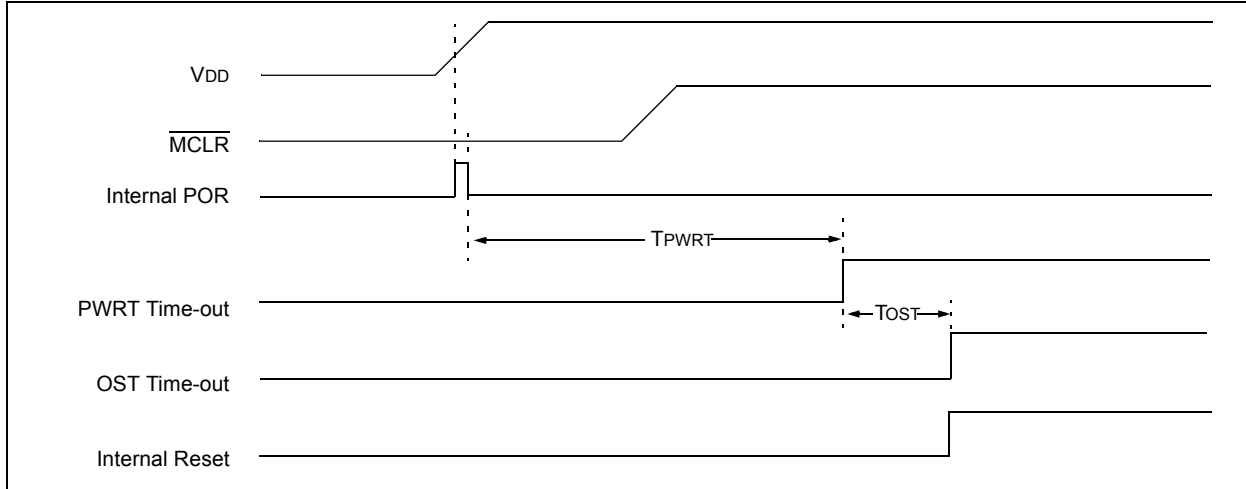 VDD
MCLR
Internal POR
TPWRT
PWRT Time-out
TOST
OST Time-out
Internal Reset